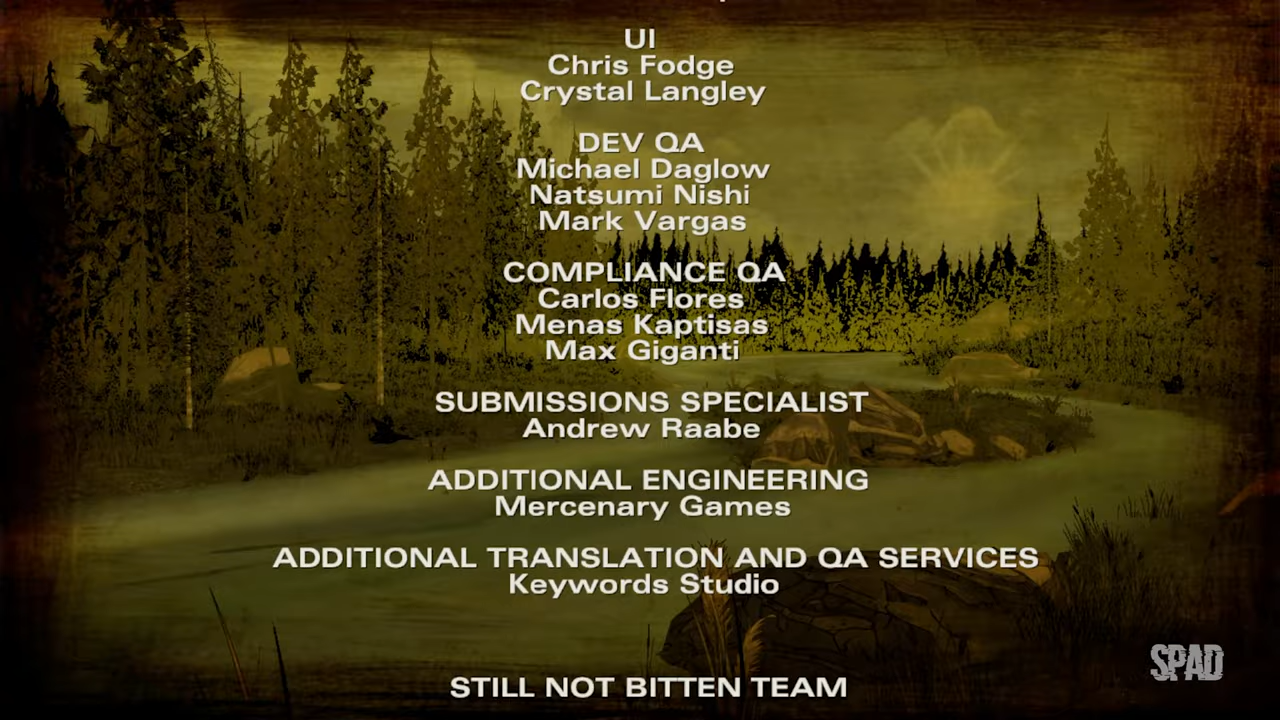 UI
Chris Fodge
Crystal Langley
DEV QA
Michael Daglow
Natsumi Nishi
Mark Vargas
COMPLIANCE QA
Carlos Flores
Menas Kaptisas
Max Giganti
SUBMISSIONS SPECIALIST
Andrew Raabe
ADDITIONAL ENGINEERING
Mercenary Games
ADDITIONAL TRANSLATION AND QA SERVICES
Keywords Studio
STILL NOT BITTEN TEAM
SPAD